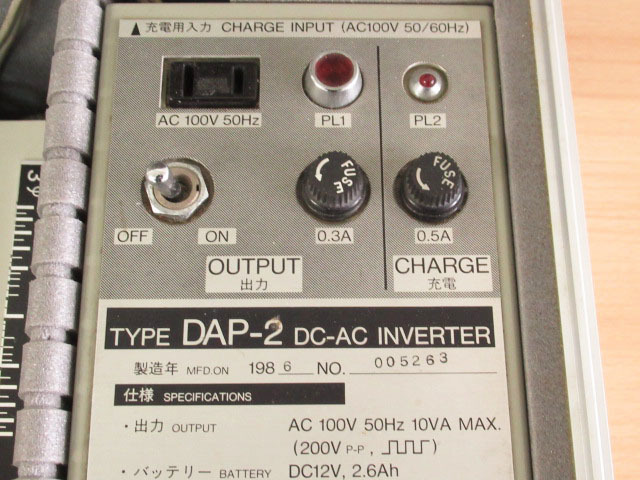 ▲ 充電用入力 CHARGE INPUT (AC100V 50/60Hz)
AC 100V 50Hz PL1 PL2
FUSE FUSE
OFF ON 0.3A 0.5A
OUTPUT CHARGE
出力 充電
TYPE DAP-2 DC-AC INVERTER
製造年 MFD.ON 198 6 NO. 005263
仕様 SPECIFICATIONS
・出力 OUTPUT AC 100V 50Hz 10VA MAX.
(200V P-P, )
・バッテリー BATTERY DC12V, 2.6Ah